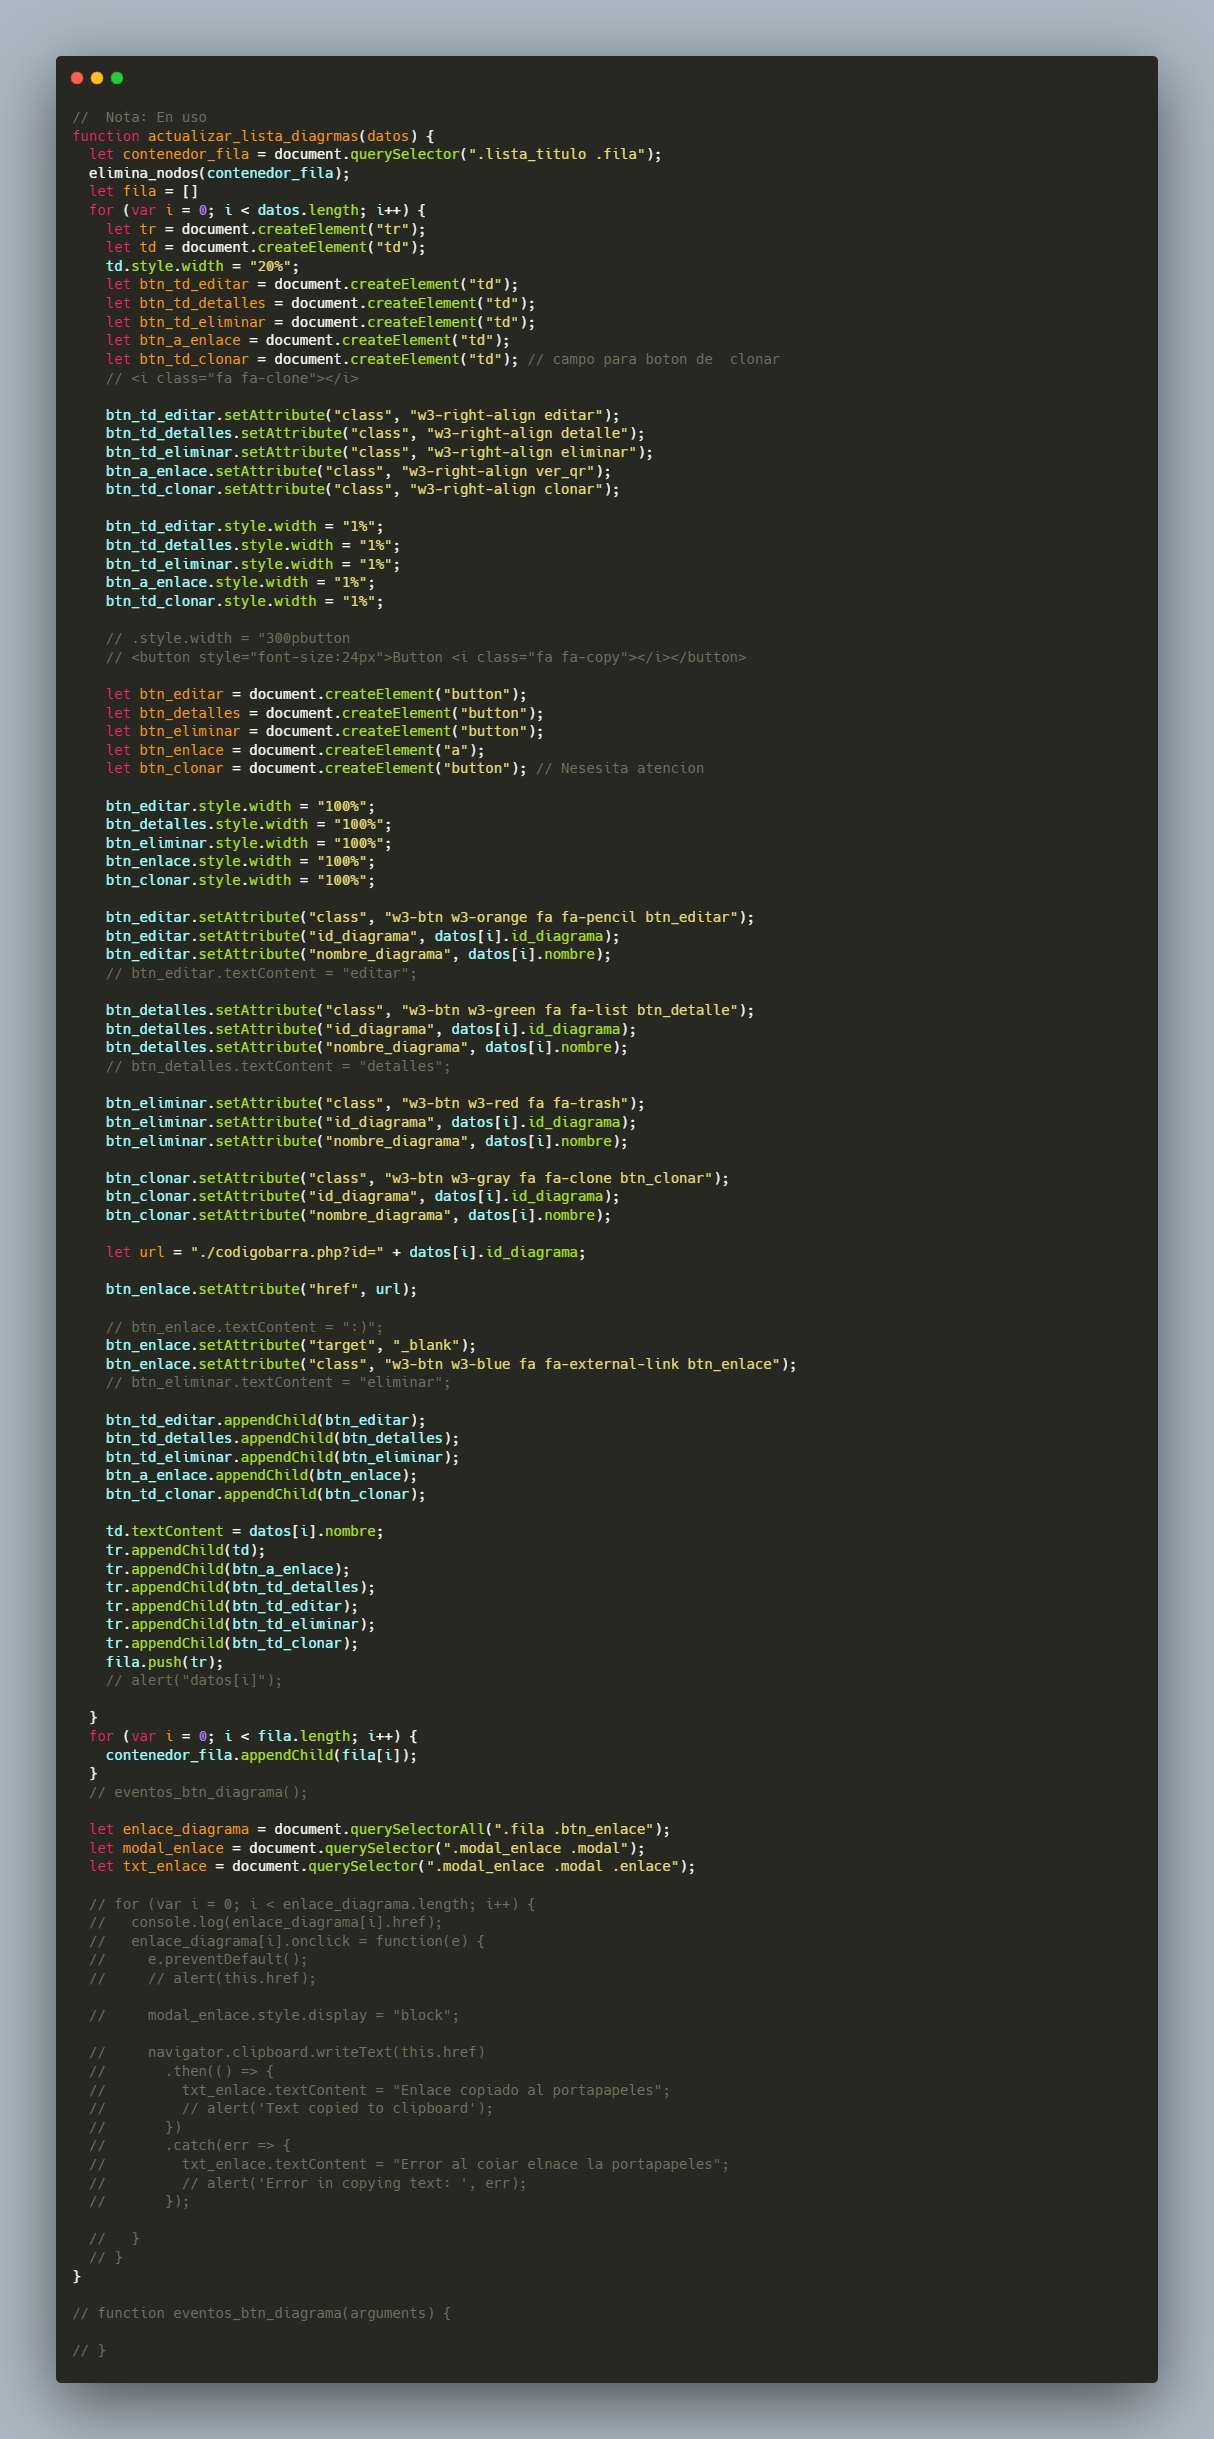 //  Nota: En uso
function actualizar_lista_diagrmas(datos) {
  let contenedor_fila = document.querySelector(".lista_titulo .fila");
  elimina_nodos(contenedor_fila);
  let fila = []
  for (var i = 0; i < datos.length; i++) {
    let tr = document.createElement("tr");
    let td = document.createElement("td");
    td.style.width = "20%";
    let btn_td_editar = document.createElement("td");
    let btn_td_detalles = document.createElement("td");
    let btn_td_eliminar = document.createElement("td");
    let btn_a_enlace = document.createElement("td");
    let btn_td_clonar = document.createElement("td"); // campo para boton de  clonar
    // <i class="fa fa-clone"></i>

    btn_td_editar.setAttribute("class", "w3-right-align editar");
    btn_td_detalles.setAttribute("class", "w3-right-align detalle");
    btn_td_eliminar.setAttribute("class", "w3-right-align eliminar");
    btn_a_enlace.setAttribute("class", "w3-right-align ver_qr");
    btn_td_clonar.setAttribute("class", "w3-right-align clonar");

    btn_td_editar.style.width = "1%";
    btn_td_detalles.style.width = "1%";
    btn_td_eliminar.style.width = "1%";
    btn_a_enlace.style.width = "1%";
    btn_td_clonar.style.width = "1%";

    // .style.width = "300pbutton
    // <button style="font-size:24px">Button <i class="fa fa-copy"></i></button>

    let btn_editar = document.createElement("button");
    let btn_detalles = document.createElement("button");
    let btn_eliminar = document.createElement("button");
    let btn_enlace = document.createElement("a");
    let btn_clonar = document.createElement("button"); // Nesesita atencion

    btn_editar.style.width = "100%";
    btn_detalles.style.width = "100%";
    btn_eliminar.style.width = "100%";
    btn_enlace.style.width = "100%";
    btn_clonar.style.width = "100%";

    btn_editar.setAttribute("class", "w3-btn w3-orange fa fa-pencil btn_editar");
    btn_editar.setAttribute("id_diagrama", datos[i].id_diagrama);
    btn_editar.setAttribute("nombre_diagrama", datos[i].nombre);
    // btn_editar.textContent = "editar";

    btn_detalles.setAttribute("class", "w3-btn w3-green fa fa-list btn_detalle");
    btn_detalles.setAttribute("id_diagrama", datos[i].id_diagrama);
    btn_detalles.setAttribute("nombre_diagrama", datos[i].nombre);
    // btn_detalles.textContent = "detalles";

    btn_eliminar.setAttribute("class", "w3-btn w3-red fa fa-trash");
    btn_eliminar.setAttribute("id_diagrama", datos[i].id_diagrama);
    btn_eliminar.setAttribute("nombre_diagrama", datos[i].nombre);

    btn_clonar.setAttribute("class", "w3-btn w3-gray fa fa-clone btn_clonar");
    btn_clonar.setAttribute("id_diagrama", datos[i].id_diagrama);
    btn_clonar.setAttribute("nombre_diagrama", datos[i].nombre);

    let url = "./codigobarra.php?id=" + datos[i].id_diagrama;

    btn_enlace.setAttribute("href", url);

    // btn_enlace.textContent = ":)";
    btn_enlace.setAttribute("target", "_blank");
    btn_enlace.setAttribute("class", "w3-btn w3-blue fa fa-external-link btn_enlace");
    // btn_eliminar.textContent = "eliminar";

    btn_td_editar.appendChild(btn_editar);
    btn_td_detalles.appendChild(btn_detalles);
    btn_td_eliminar.appendChild(btn_eliminar);
    btn_a_enlace.appendChild(btn_enlace);
    btn_td_clonar.appendChild(btn_clonar);

    td.textContent = datos[i].nombre;
    tr.appendChild(td);
    tr.appendChild(btn_a_enlace);
    tr.appendChild(btn_td_detalles);
    tr.appendChild(btn_td_editar);
    tr.appendChild(btn_td_eliminar);
    tr.appendChild(btn_td_clonar);
    fila.push(tr);
    // alert("datos[i]");

  }
  for (var i = 0; i < fila.length; i++) {
    contenedor_fila.appendChild(fila[i]);
  }
  // eventos_btn_diagrama();

  let enlace_diagrama = document.querySelectorAll(".fila .btn_enlace");
  let modal_enlace = document.querySelector(".modal_enlace .modal");
  let txt_enlace = document.querySelector(".modal_enlace .modal .enlace");

  // for (var i = 0; i < enlace_diagrama.length; i++) {
  //   console.log(enlace_diagrama[i].href);
  //   enlace_diagrama[i].onclick = function(e) {
  //     e.preventDefault();
  //     // alert(this.href);

  //     modal_enlace.style.display = "block";

  //     navigator.clipboard.writeText(this.href)
  //       .then(() => {
  //         txt_enlace.textContent = "Enlace copiado al portapapeles";
  //         // alert('Text copied to clipboard');
  //       })
  //       .catch(err => {
  //         txt_enlace.textContent = "Error al coiar elnace la portapapeles";
  //         // alert('Error in copying text: ', err);
  //       });

  //   }
  // }
}

// function eventos_btn_diagrama(arguments) {

// }